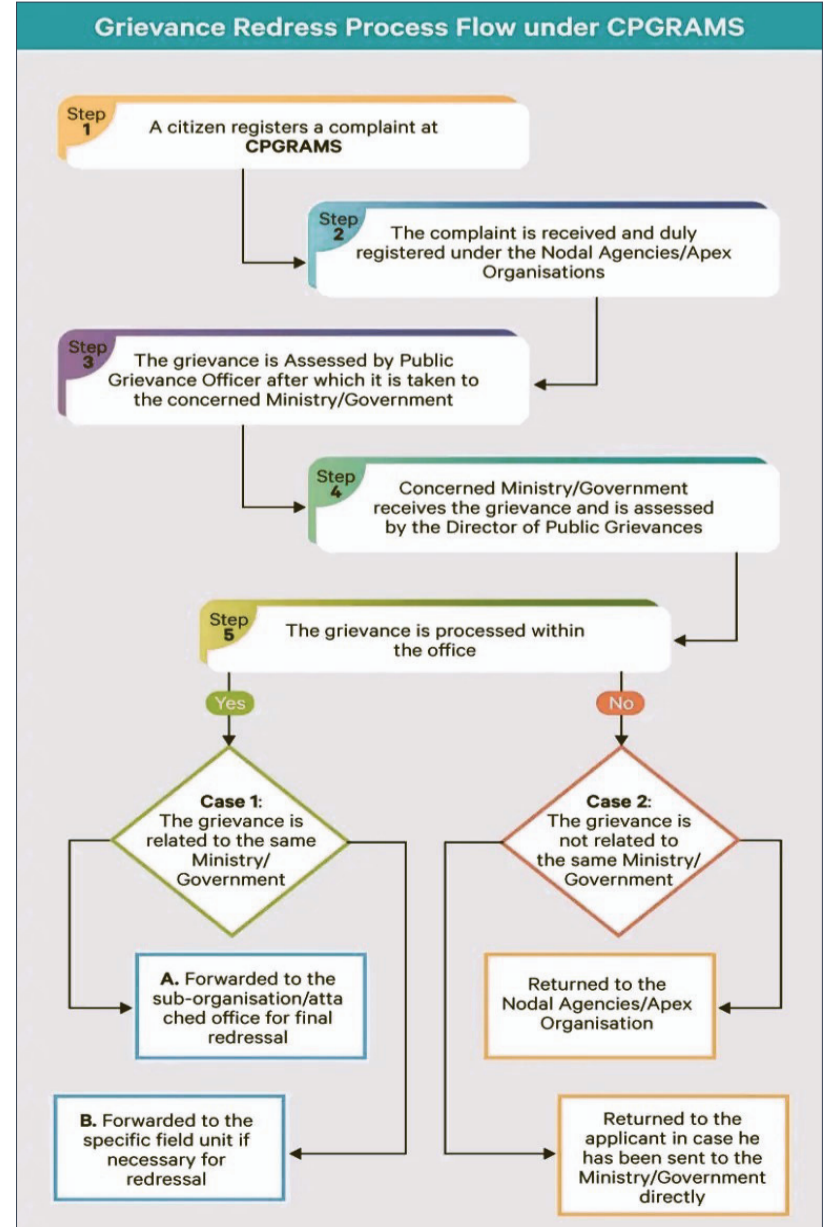 Grievance Redress Process Flow under CPGRAMS
Step
1
A citizen registers a complaint at
CPGRAMS
Step
2
The complaint is received and duly
registered under the Nodal Agencies/Apex
Organisations
Step
3
The grievance is Assessed by Public
Grievance Officer after which it is taken to
the concerned Ministry/Government
Step
4
Concerned Ministry/Government
receives the grievance and is assessed
by the Director of Public Grievances
Step
5
The grievance is processed within
the office
Yes
No
Case 1:
The grievance is
related to the same
Ministry/
Government
Case 2:
The grievance is
not related to
the same Ministry/
Government
A. Forwarded to the
sub-organisation/atta
ched office for final
redressal
Returned to the
Nodal Agencies/Apex
Organisation
B. Forwarded to the
specific field unit if
necessary for
redressal
Returned to the
applicant in case he
has been sent to the
Ministry/Government
directly